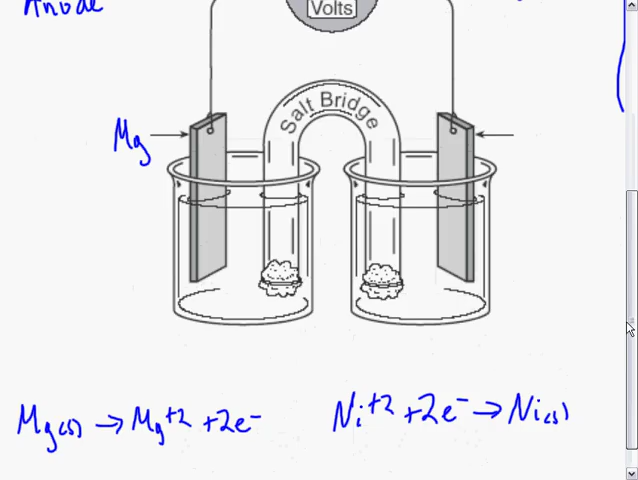 Anode
Volts
Salt Bridge
Mg
Mg(s) → Mg⁺² + 2e⁻
Ni⁺² + 2e⁻ → Ni(s)